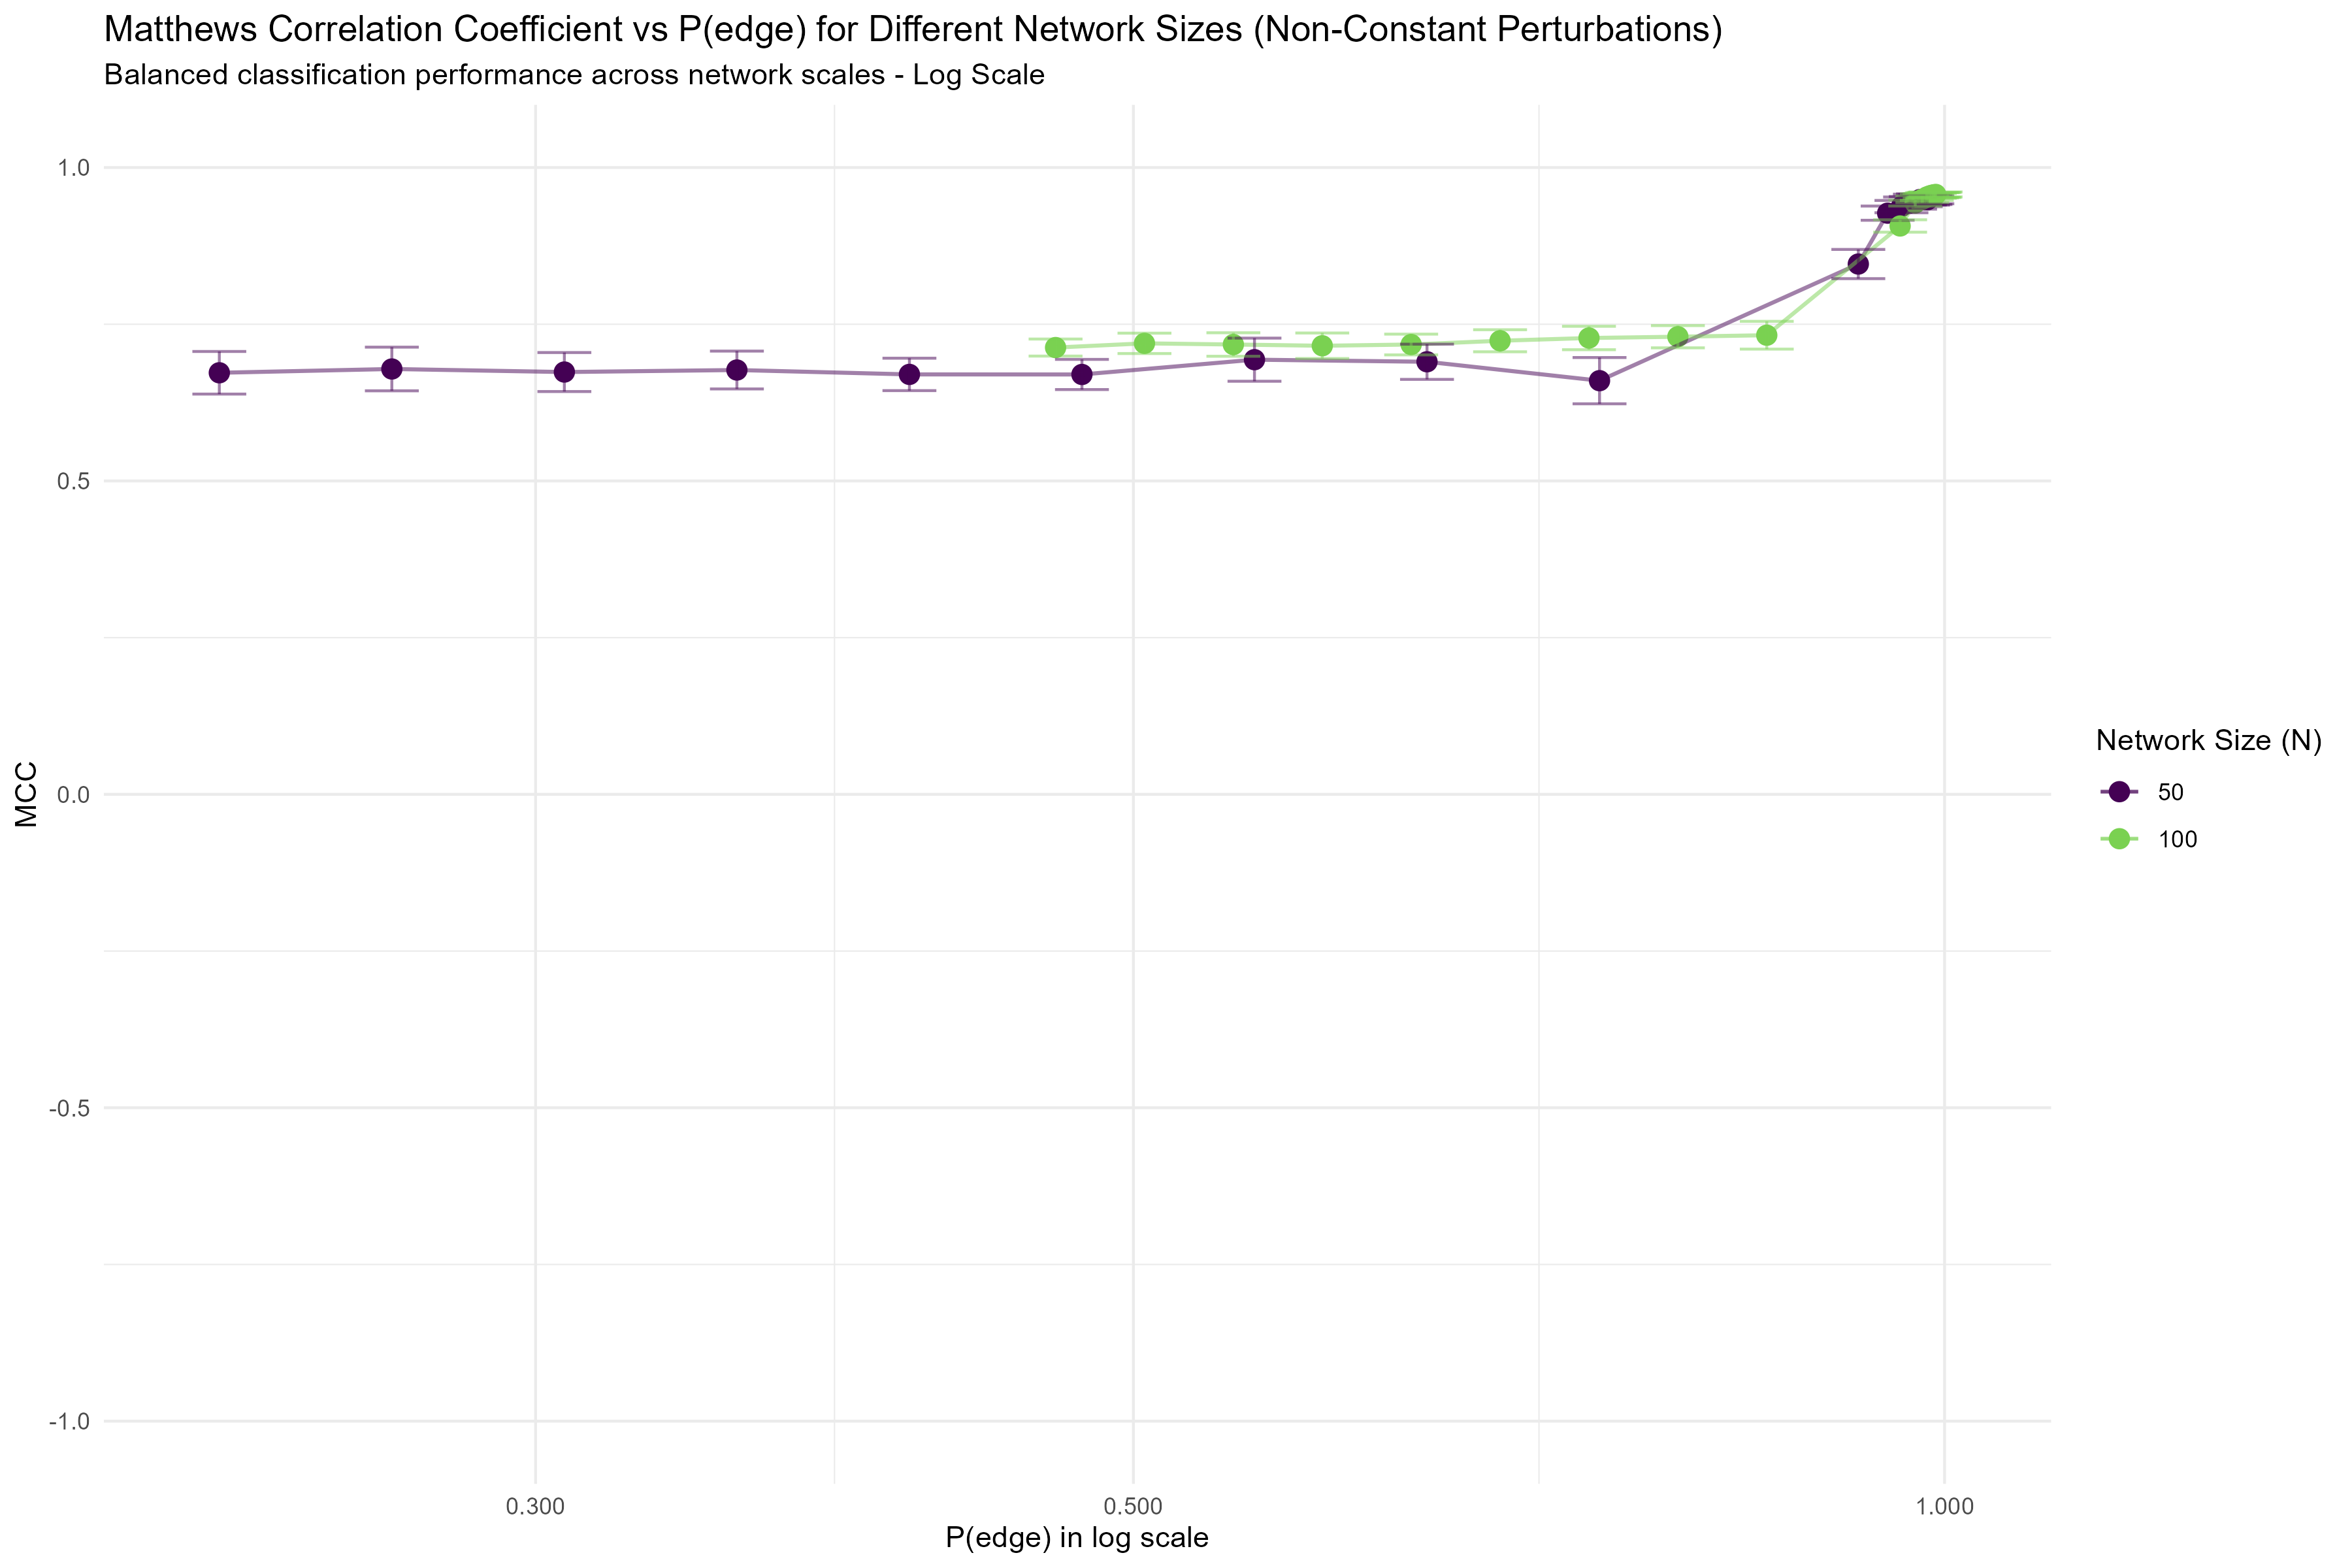 Matthews Correlation Coefficient vs P(edge) for Different Network Sizes (Non-Constant Perturbations)
Balanced classification performance across network scales - Log Scale
1.0
0.5
0.0
-0.5
-1.0
MCC
0.300
0.500
1.000
P(edge) in log scale
Network Size (N)
50
100